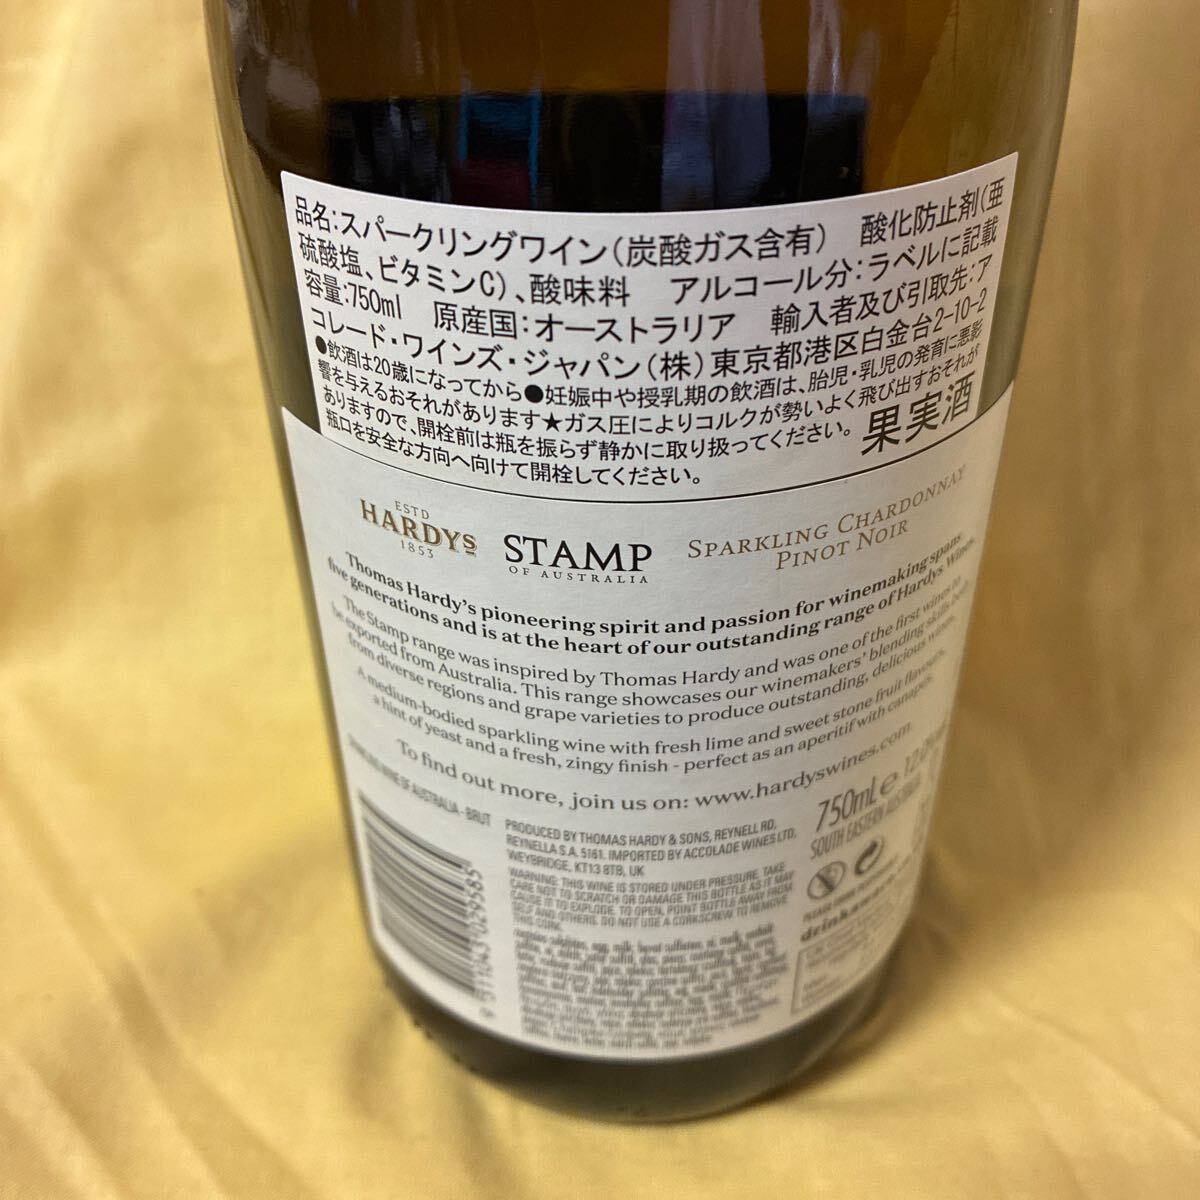 品名:スパークリングワイン(炭酸ガス含有) 酸化防止剤(亜
硫酸塩、ビタミンC)、酸味料 アルコール分:ラベルに記載
容量:750ml 原産国:オーストラリア 輸入者及び引取先:ア
コレード・ワインズ・ジャパン(株)東京都港区白金台2-10-2
●飲酒は20歳になってから●妊娠中や授乳期の飲酒は、胎児・乳児の発育に悪影
響を与えるおそれがあります★ガス圧によりコルクが勢いよく飛び出すおそれが
ありますので、開栓前は瓶を振らず静かに取り扱ってください。
瓶口を安全な方向へ向けて開栓してください。
果実酒
ESTD
HARDYS
1853
STAMP
OF AUSTRALIA
SPARKLING CHARDONNAY
PINOT NOIR
Thomas Hardy's pioneering spirit and passion for winemaking spans
five generations and is at the heart of our outstanding range of Hardys Wines.
The Stamp range was inspired by Thomas Hardy and was one of the first wines to
be exported from Australia. This range showcases our winemakers' blending skills both
from diverse regions and grape varieties to produce outstanding, delicious wines.
A medium-bodied sparkling wine with fresh lime and sweet stone fruit flavours,
a hint of yeast and a fresh, zingy finish - perfect as an aperitif with canapés.
To find out more, join us on: www.hardyswines.com
SPARKLING WINE OF AUSTRALIA - BRUT
PRODUCED BY THOMAS HARDY & SONS, REYNELL RD,
REYNELLA S.A. 5161. IMPORTED BY ACCOLADE WINES LTD,
WEYBRIDGE, KT13 8TB, UK
WARNING: THIS WINE IS STORED UNDER PRESSURE. TAKE
CARE NOT TO SCRATCH OR DAMAGE THIS BOTTLE AS IT MAY
CAUSE IT TO EXPLODE. TO OPEN, POINT BOTTLE AWAY FROM
SELF AND OTHERS. DO NOT USE A CORKSCREW TO REMOVE
THIS CORK.
750mL e
SOUTH EASTERN AUSTRALIA
9311043029585